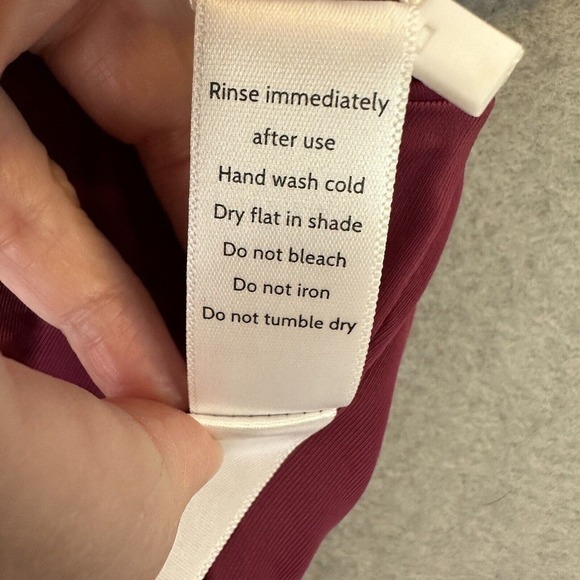 Rinse immediately
after use
Hand wash cold
Dry flat in shade
Do not bleach
Do not iron
Do not tumble dry